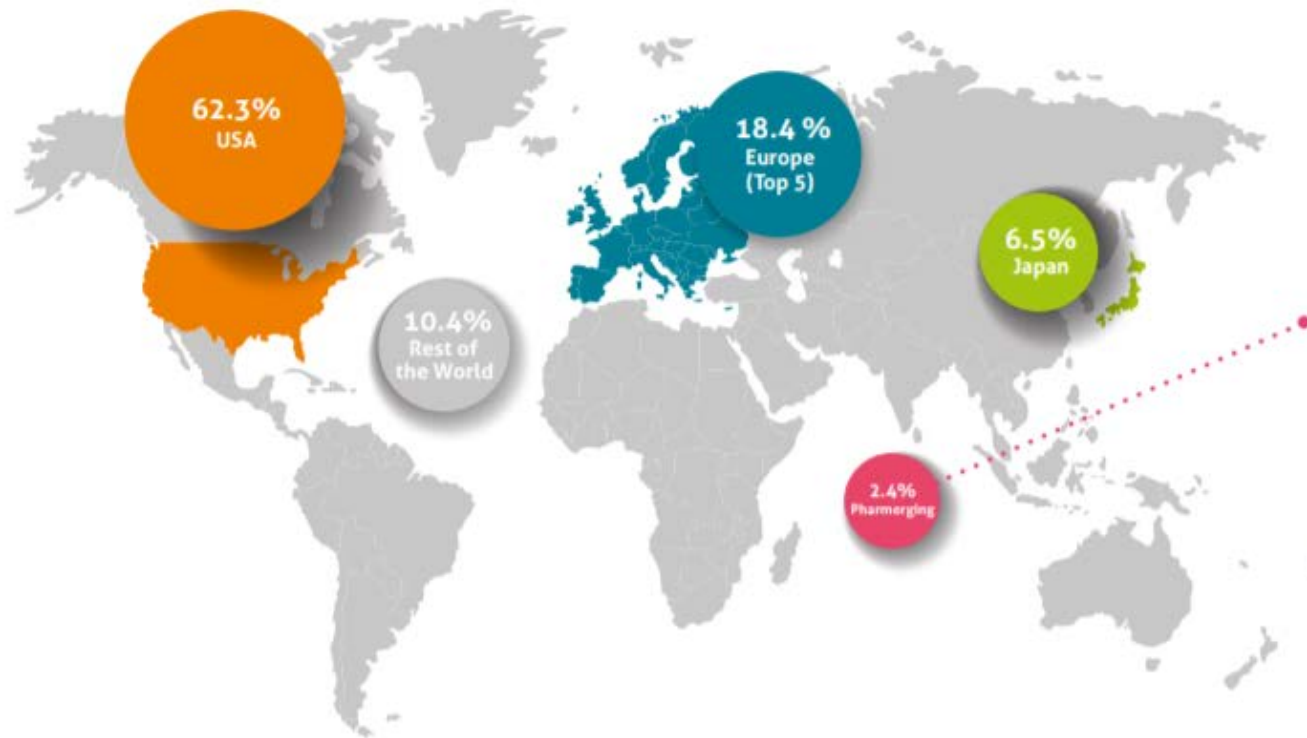 62.3%
USA
18.4 %
Europe
(Top 5)
6.5%
Japan
10.4%
Rest of
the World
2.4%
Pharmerging